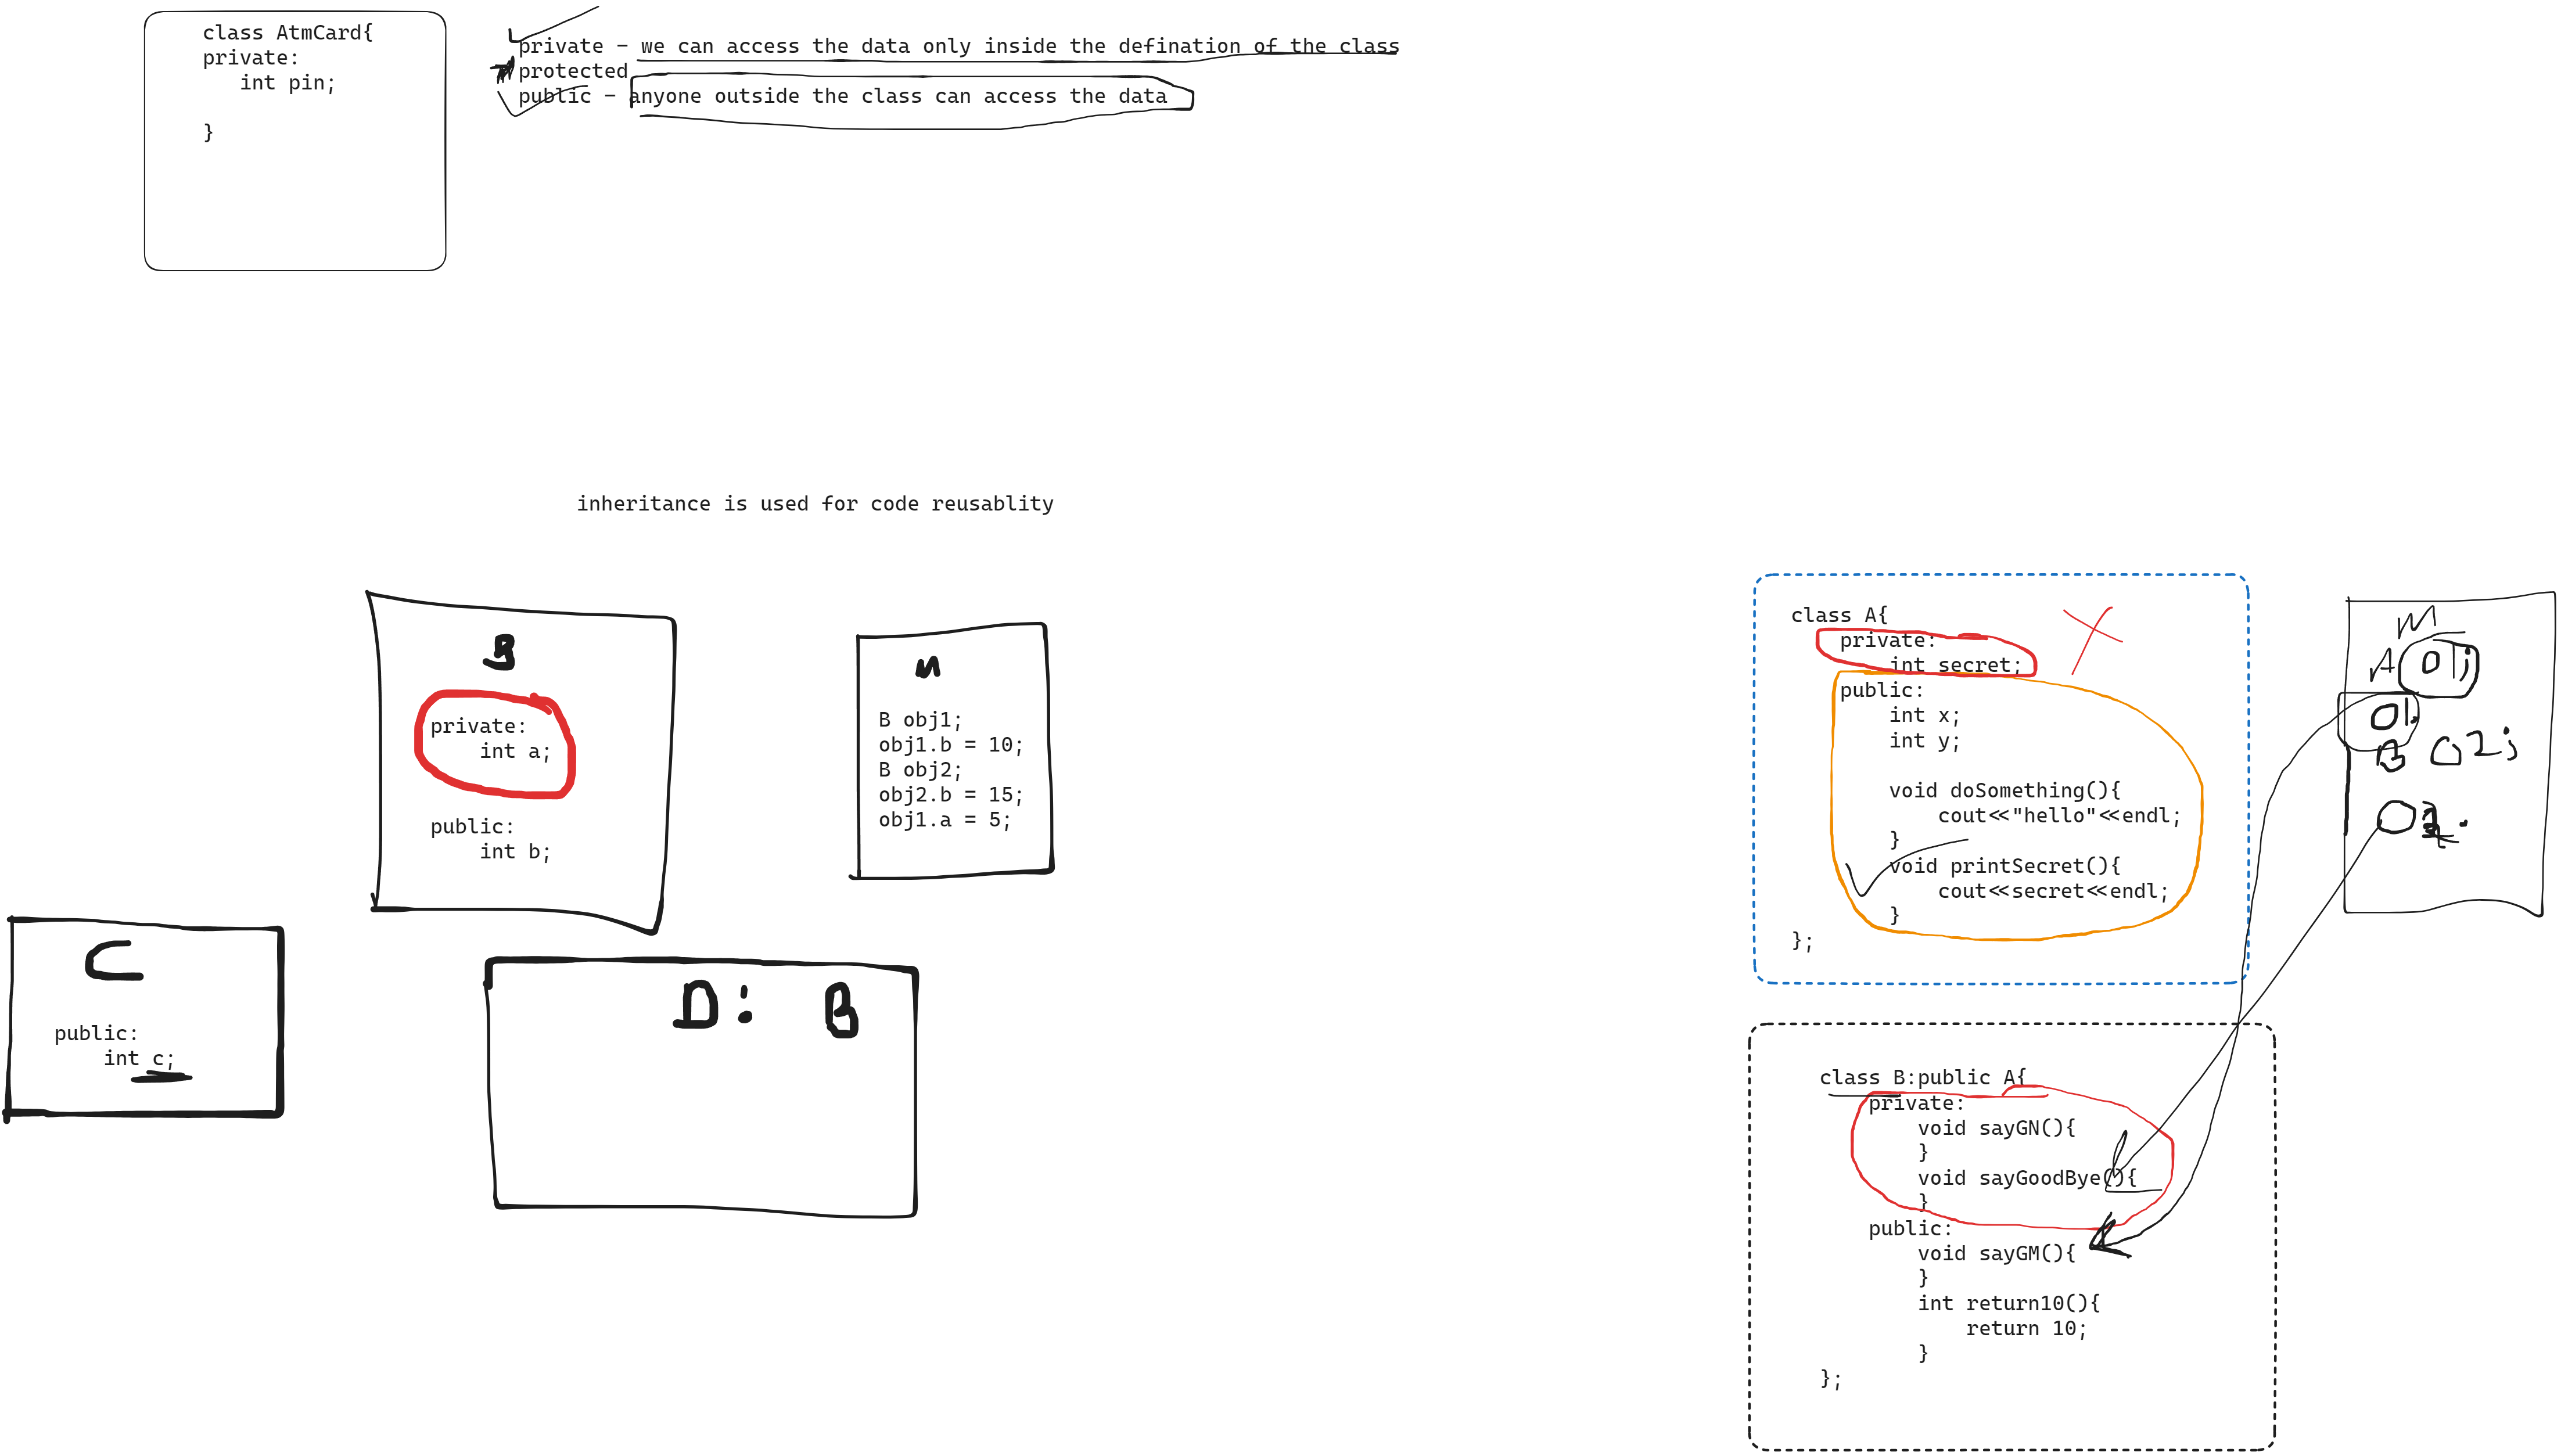 class AtmCard{
private:
int pin;
}
private - we can access the data only inside the defination of the class
protected
public - anyone outside the class can access the data
inheritance is used for code reusablity
B
private:
int a;
public:
int b;
m
B obj1;
obj1.b = 10;
B obj2;
obj2.b = 15;
obj1.a = 5;
C
public:
int c;
D: B
class A{
private:
int secret;
public:
int x;
int y;
void doSomething(){
cout<<"hello"<<endl;
}
void printSecret(){
cout<<secret<<endl;
}
};
M
A O1;
O1.
B O2;
class B:public A{
private:
void sayGN(){
}
void sayGoodBye(){
}
public:
void sayGM(){
}
int return10(){
return 10;
}
};